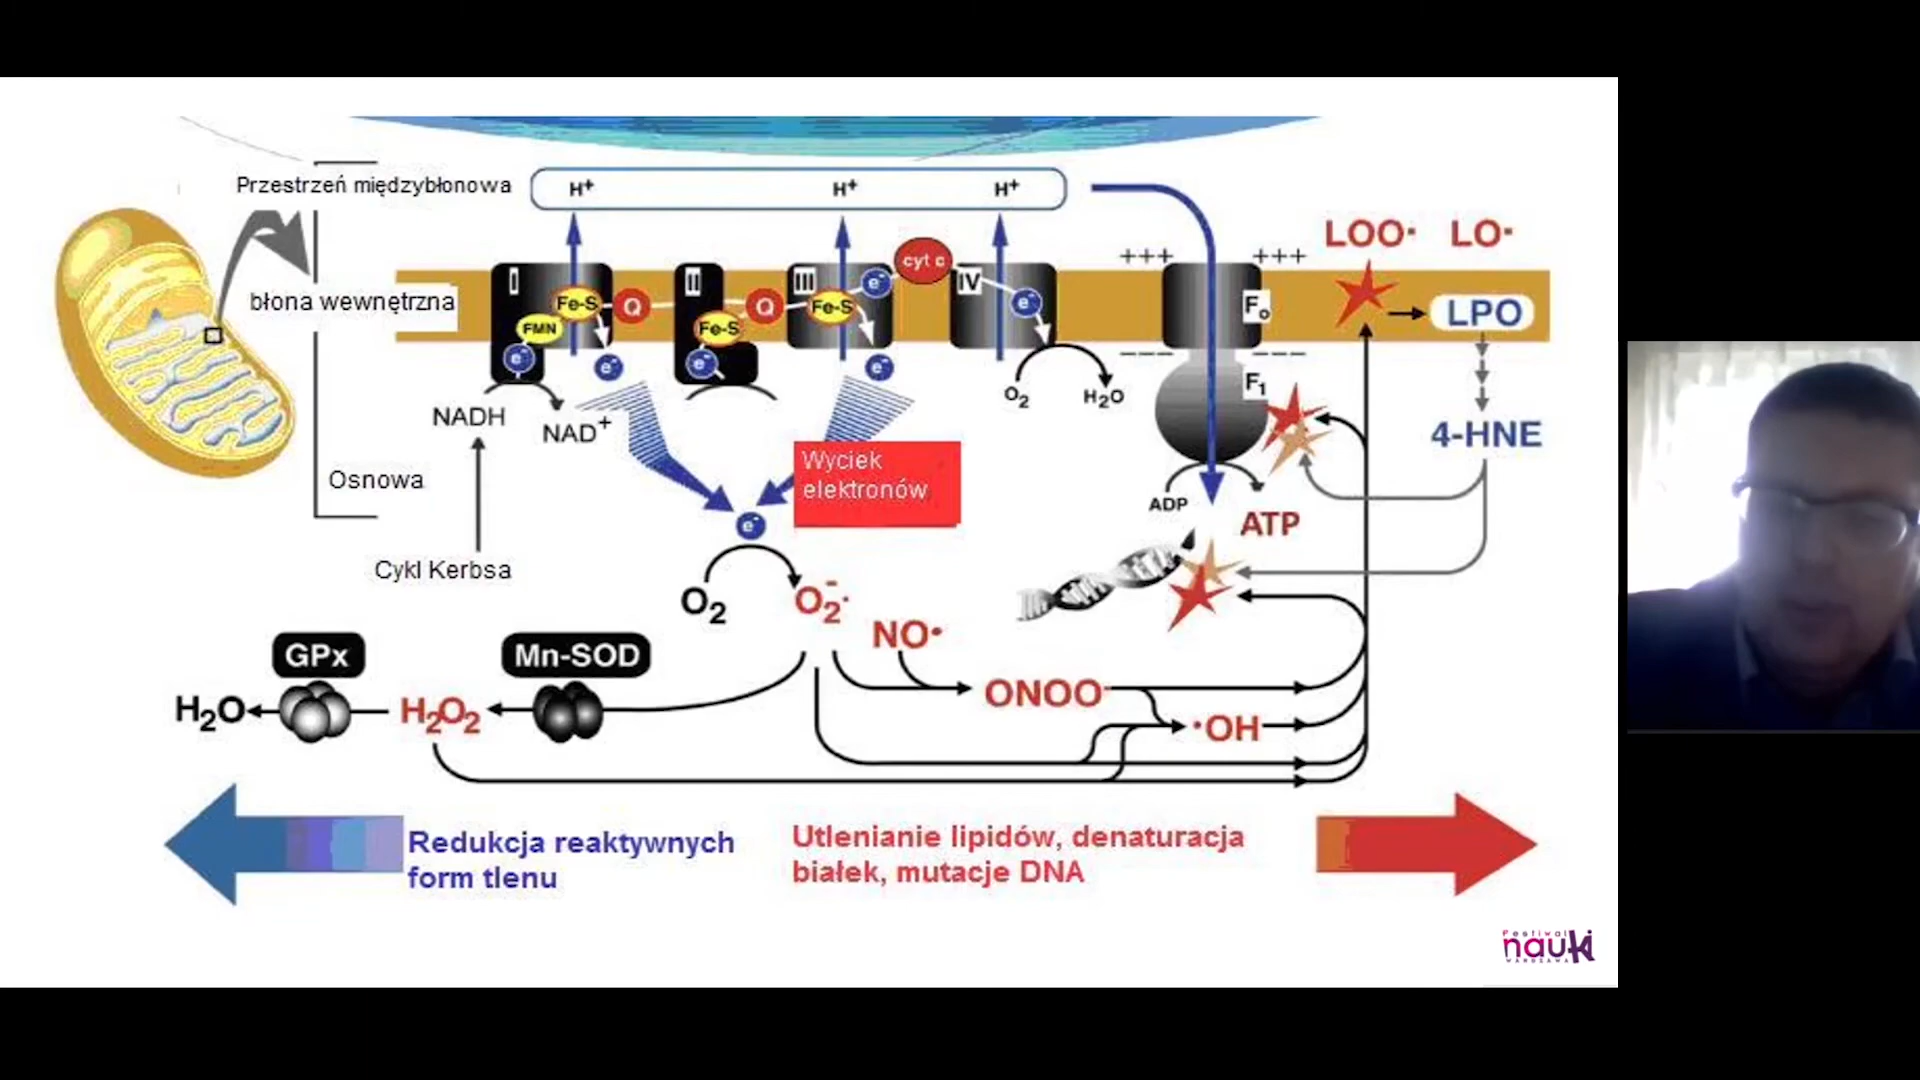 Przestrzeń międzybłonowa
H⁺ H⁺ H⁺
+++ +++
LOO• LO•
cyt c
I II III IV
e⁻
błona wewnętrzna
Fe-S Q Q Fe-S e⁻ F₀
LPO
FMN Fe-S
e⁻ e⁻ e⁻ e⁻
--- ---
F₁
O₂ H₂O
NADH NAD⁺
4-HNE
Wyciek
elektronów
Osnowa
ADP ATP
e⁻
Cykl Kerbsa
O₂ O₂⁻•
NO•
GPx Mn-SOD
H₂O H₂O₂ ONOO⁻
•OH
Redukcja reaktywnych
form tlenu
Utlenianie lipidów, denaturacja
białek, mutacje DNA
Festiwal
nauki
WARSZAWA